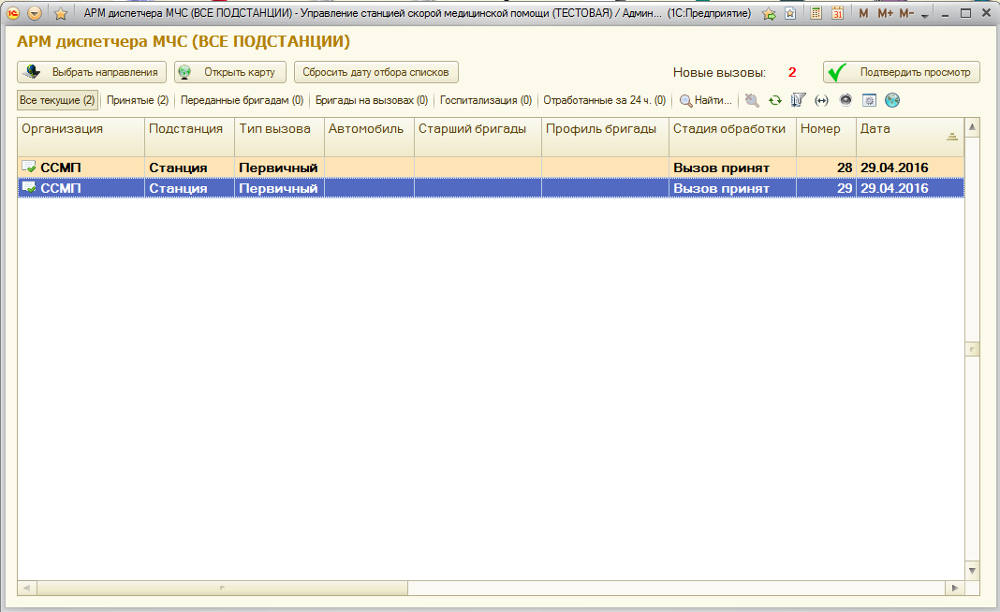 АРМ диспетчера МЧС (ВСЕ ПОДСТАНЦИИ) - Управление станцией скорой медицинской помощи (ТЕСТОВАЯ) / Админ... (1С:Предприятие) 31 M M+ M-
АРМ диспетчера МЧС (ВСЕ ПОДСТАНЦИИ)
Выбрать направления Открыть карту Сбросить дату отбора списков Новые вызовы: 2 Подтвердить просмотр
Все текущие (2) Принятые (2) Переданные бригадам (0) Бригады на вызовах (0) Госпитализация (0) Отработанные за 24 ч. (0) Найти...
Организация Подстанция Тип вызова Автомобиль Старший бригады Профиль бригады Стадия обработки Номер Дата
ССМП Станция Первичный Вызов принят 28 29.04.2016
ССМП Станция Первичный Вызов принят 29 29.04.2016